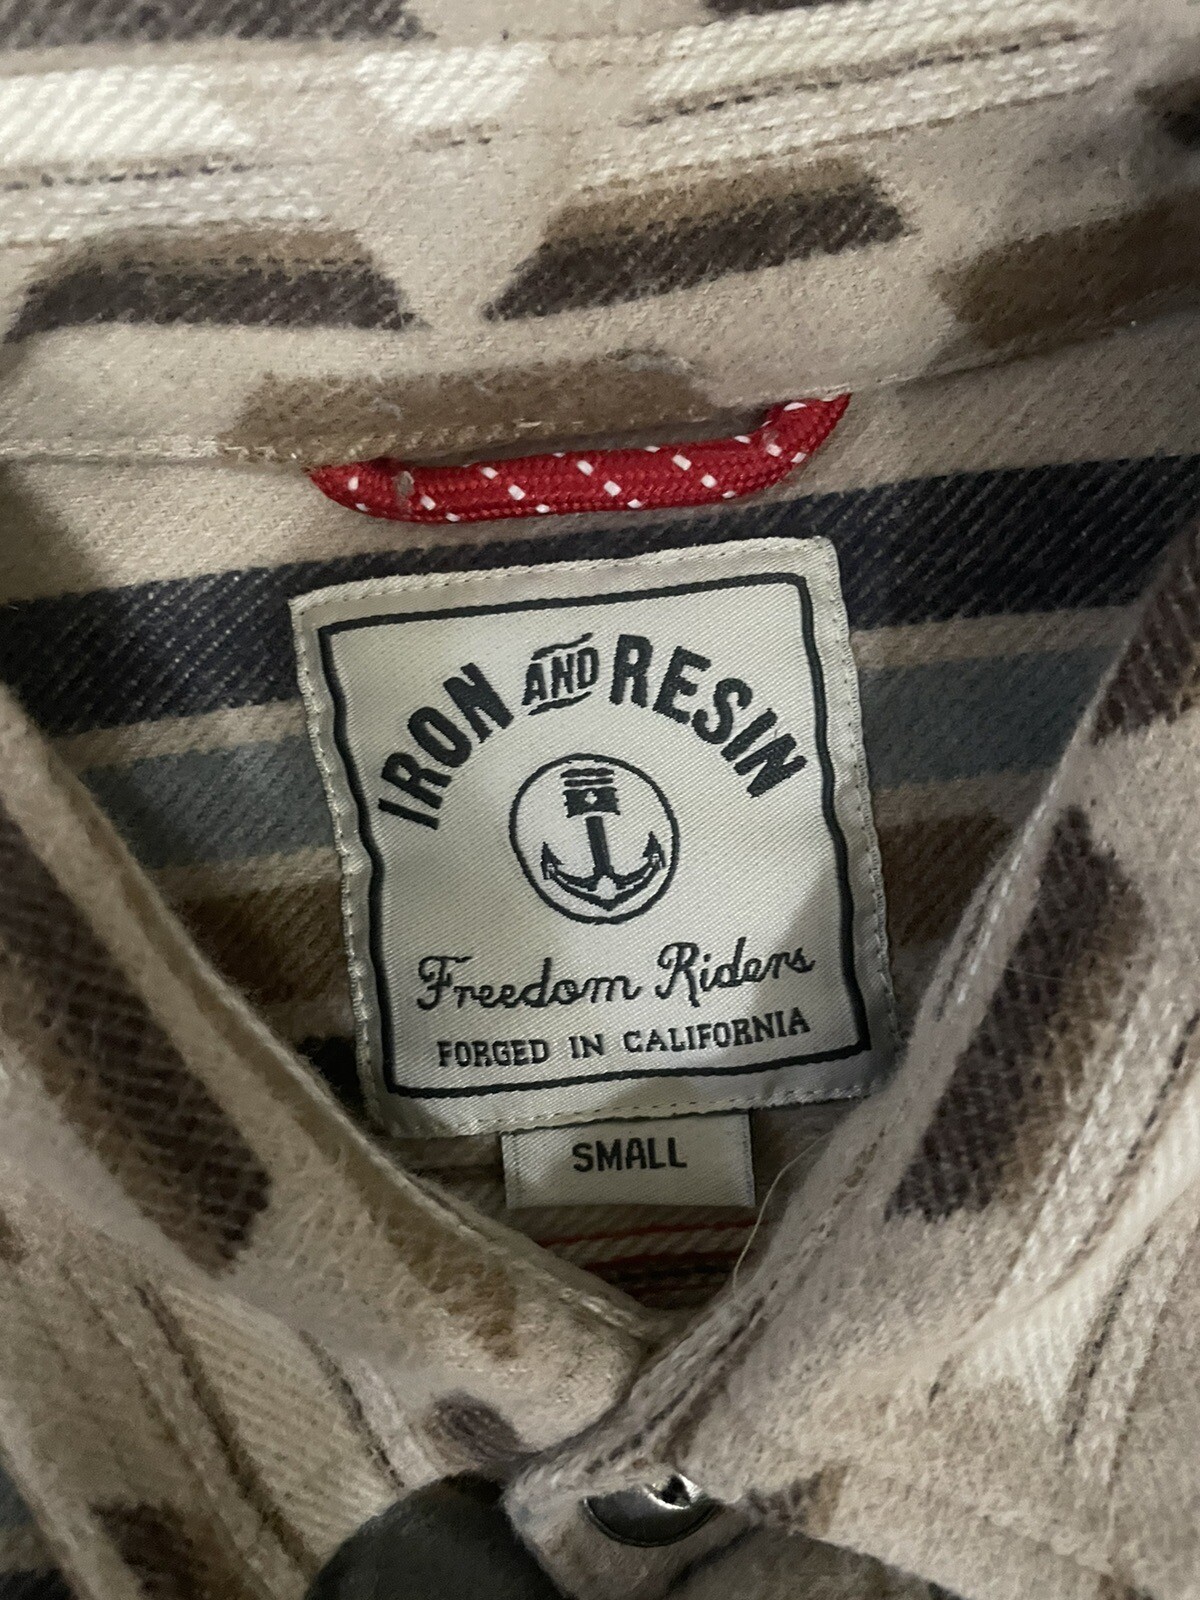 IRON AND RESIN
Freedom Riders
FORGED IN CALIFORNIA
SMALL